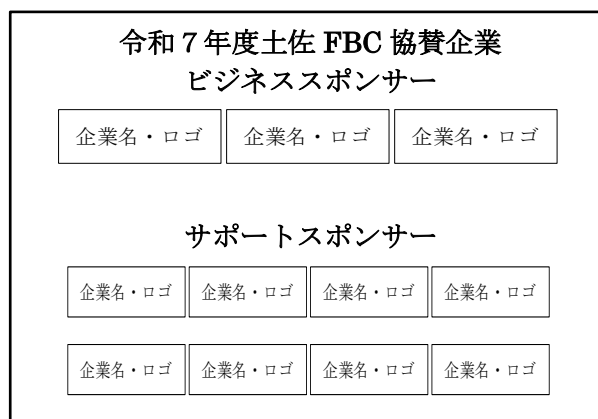 令和７年度土佐 FBC 協賛企業
ビジネススポンサー
企業名・ロゴ 企業名・ロゴ 企業名・ロゴ
サポートスポンサー
企業名・ロゴ 企業名・ロゴ 企業名・ロゴ 企業名・ロゴ
企業名・ロゴ 企業名・ロゴ 企業名・ロゴ 企業名・ロゴ